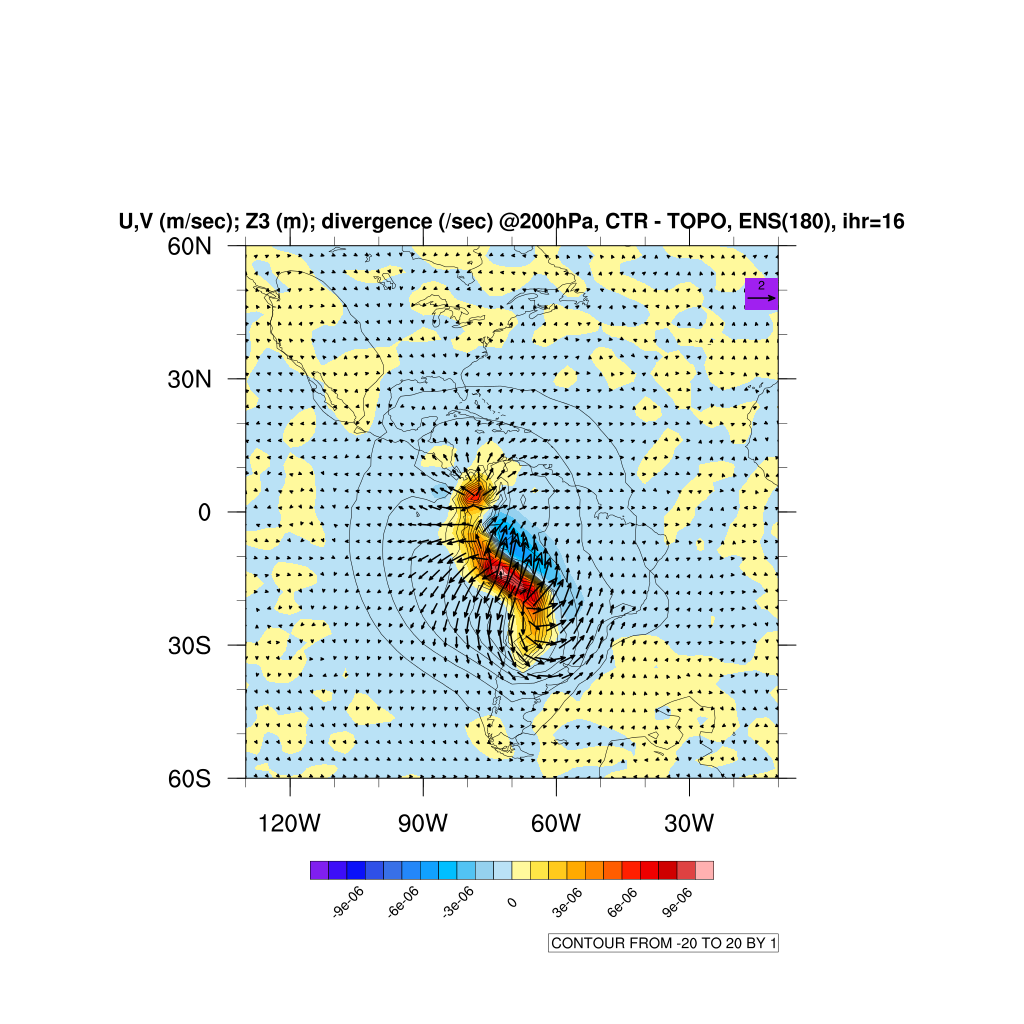 U,V (m/sec); Z3 (m); divergence (/sec) @200hPa, CTR - TOPO, ENS(180), ihr=16
60N
2
30N
0
30S
60S
120W 90W 60W 30W
-9e-06 -6e-06 -3e-06 0 3e-06 6e-06 9e-06
CONTOUR FROM -20 TO 20 BY 1